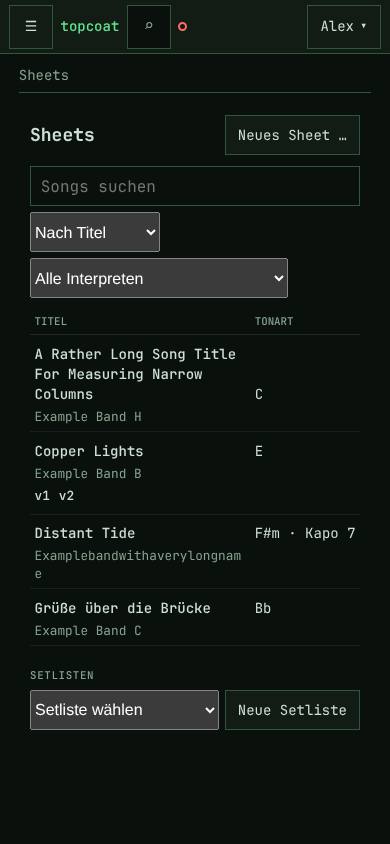 ☰ topcoat ⌕ Alex ▾
Sheets
Sheets Neues Sheet …
Songs suchen
Nach Titel
Alle Interpreten
TITEL TONART
A Rather Long Song Title
For Measuring Narrow
Columns C
Example Band H
Copper Lights E
Example Band B
v1 v2
Distant Tide F#m · Kapo 7
Examplebandwithaverylongnam
e
Grüße über die Brücke Bb
Example Band C
SETLISTEN
Setliste wählen Neue Setliste